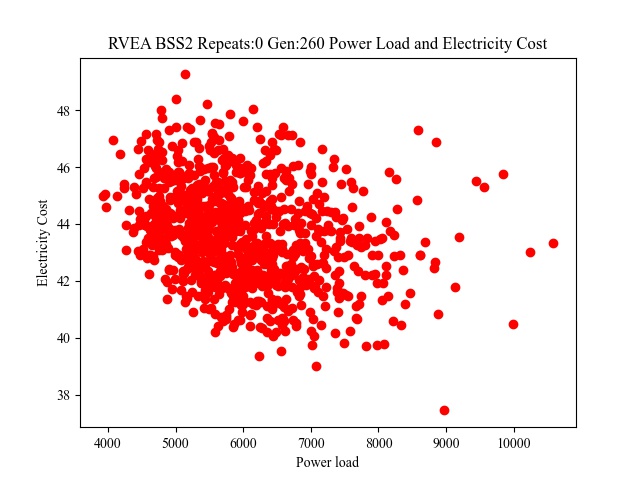 RVEA BSS2 Repeats:0 Gen:260 Power Load and Electricity Cost
48
46
44
42
40
38
Electricity Cost
4000 5000 6000 7000 8000 9000 10000
Power load